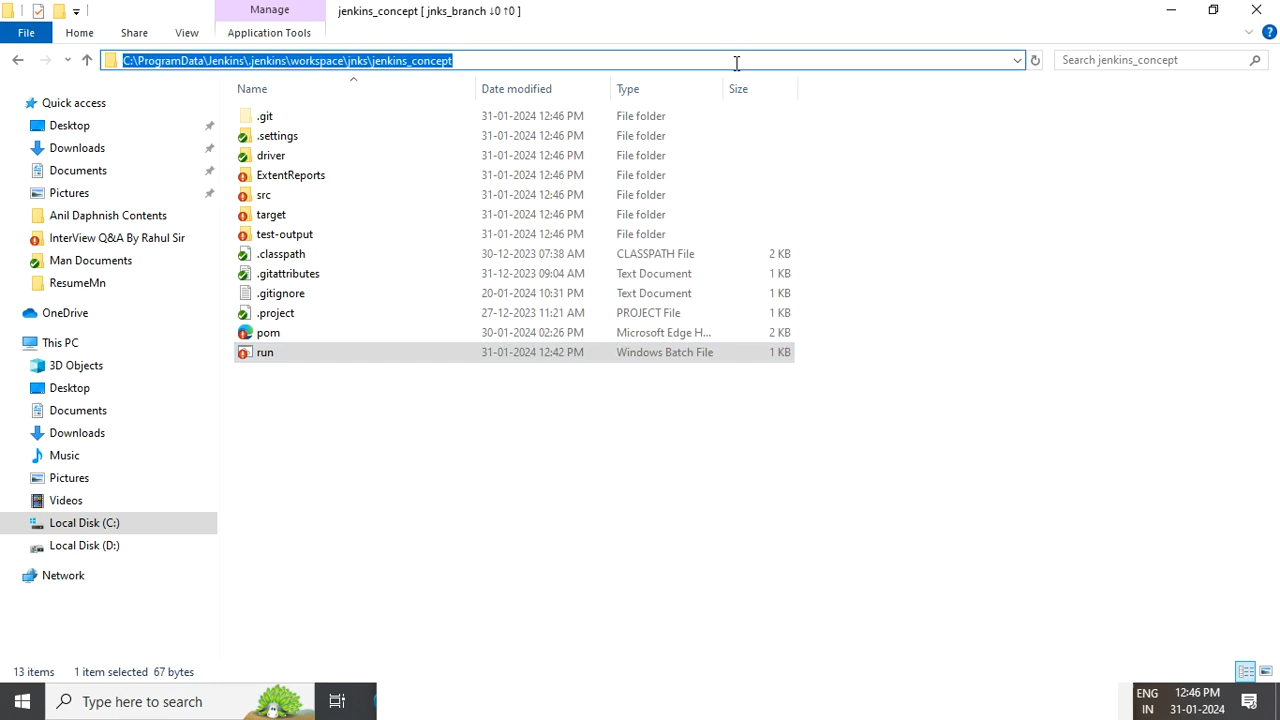 Manage
jenkins_concept [ jnks_branch ↓0 ↑0 ]
File
Home
Share
View
Application Tools
C:\ProgramData\Jenkins\.jenkins\workspace\jnks\jenkins_concept
Search jenkins_concept
Name
Date modified
Type
Size
Quick access
Desktop
Downloads
Documents
Pictures
Anil Daphnish Contents
InterView Q&A By Rahul Sir
Man Documents
ResumeMn
OneDrive
This PC
3D Objects
Desktop
Documents
Downloads
Music
Pictures
Videos
Local Disk (C:)
Local Disk (D:)
Network
.git 31-01-2024 12:46 PM File folder
.settings 31-01-2024 12:46 PM File folder
driver 31-01-2024 12:46 PM File folder
ExtentReports 31-01-2024 12:46 PM File folder
src 31-01-2024 12:46 PM File folder
target 31-01-2024 12:46 PM File folder
test-output 31-01-2024 12:46 PM File folder
.classpath 30-12-2023 07:38 AM CLASSPATH File 2 KB
.gitattributes 31-12-2023 09:04 AM Text Document 1 KB
.gitignore 20-01-2024 10:31 PM Text Document 1 KB
.project 27-12-2023 11:21 AM PROJECT File 1 KB
pom 30-01-2024 02:26 PM Microsoft Edge H... 2 KB
run 31-01-2024 12:42 PM Windows Batch File 1 KB
13 items 1 item selected 67 bytes
Type here to search
ENG
IN
12:46 PM
31-01-2024